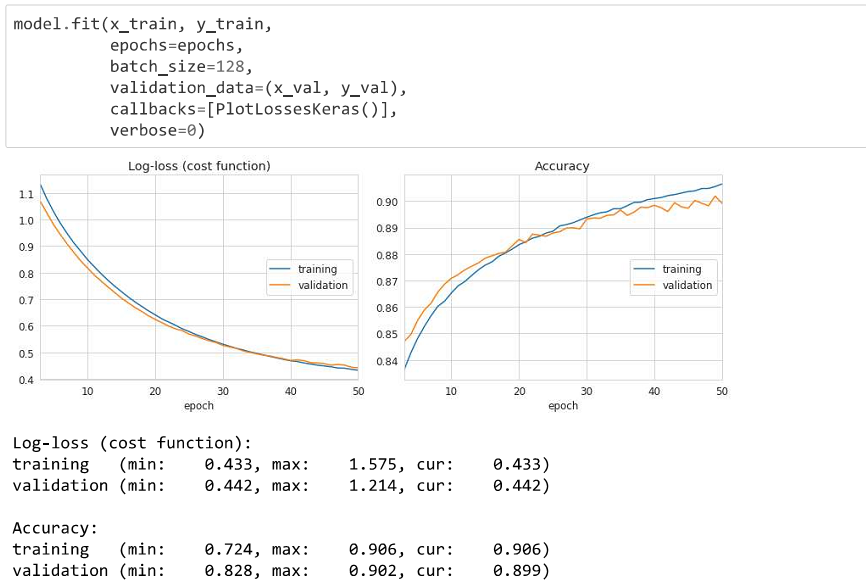 model.fit(x_train, y_train,
epochs=epochs,
batch_size=128,
validation_data=(x_val, y_val),
callbacks=[PlotLossesKeras()],
verbose=0)
Log-loss (cost function)
1.1
1.0
0.9
0.8
0.7
0.6
0.5
0.4
training
validation
10 20 30 40 50
epoch
Accuracy
0.90
0.89
0.88
0.87
0.86
0.85
0.84
training
validation
10 20 30 40 50
epoch
Log-loss (cost function):
training (min: 0.433, max: 1.575, cur: 0.433)
validation (min: 0.442, max: 1.214, cur: 0.442)
Accuracy:
training (min: 0.724, max: 0.906, cur: 0.906)
validation (min: 0.828, max: 0.902, cur: 0.899)